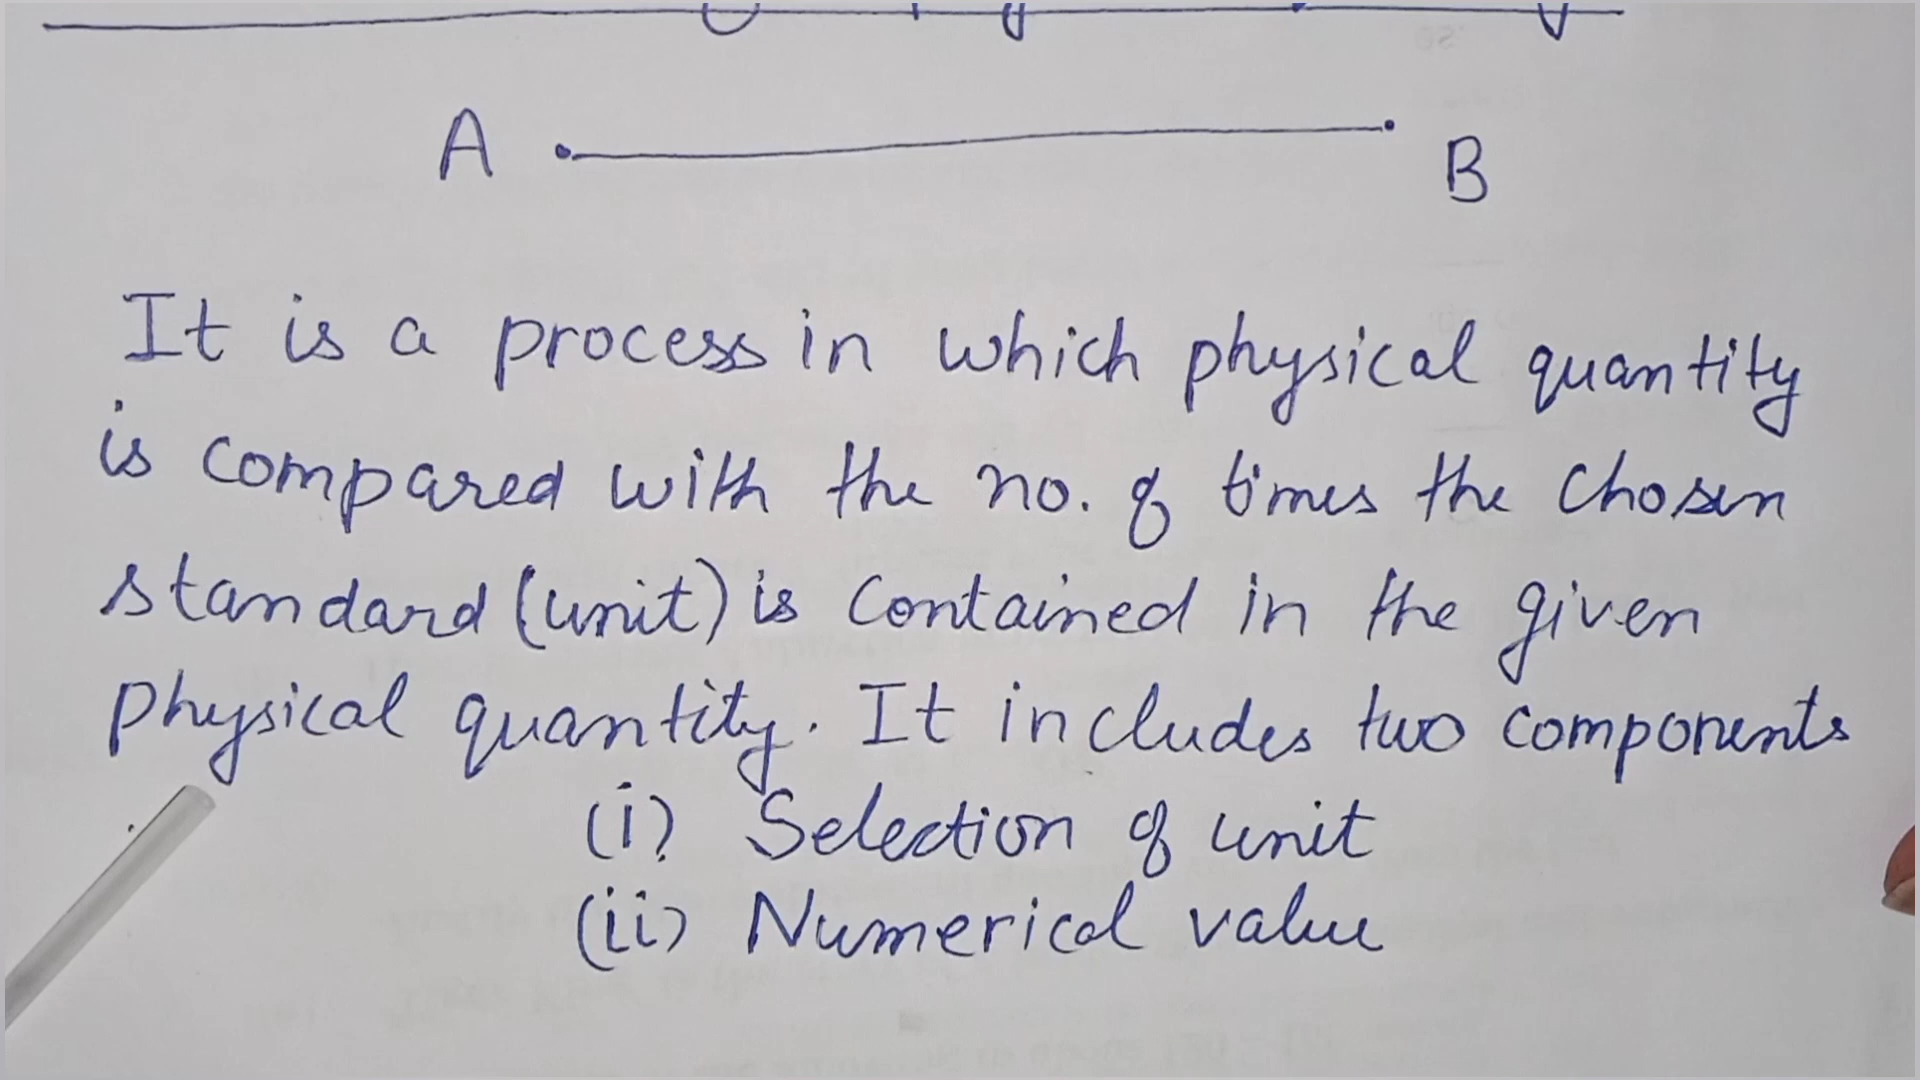 A B
It is a process in which physical quantity
is compared with the no. of times the chosen
standard (unit) is contained in the given
physical quantity. It includes two components
(i) Selection of unit
(ii) Numerical value